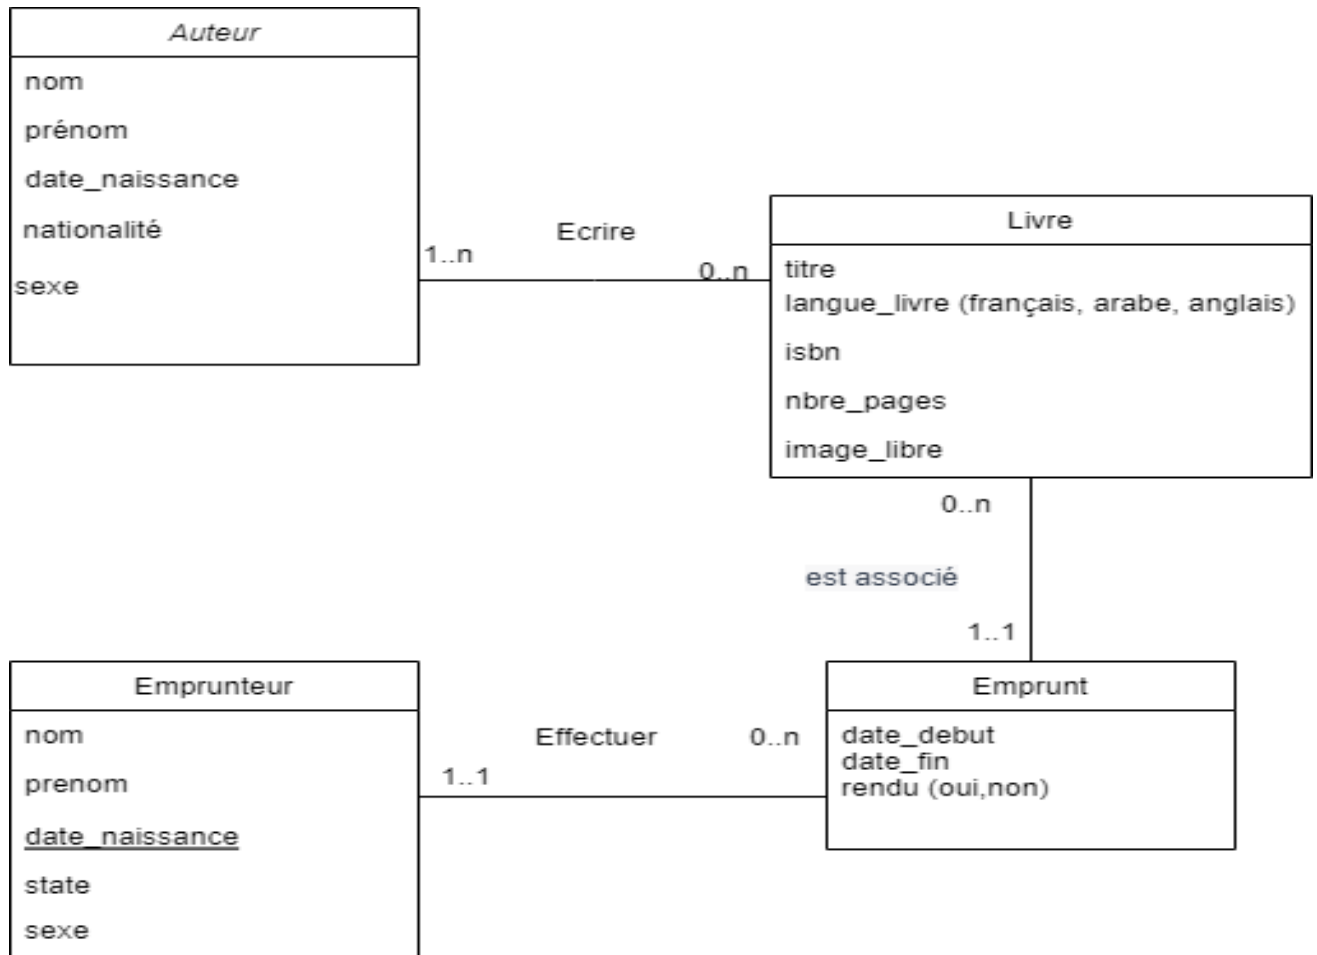 Auteur
nom
prénom
date_naissance
nationalité
sexe
1..n
Ecrire
0..n
Livre
titre
langue_livre (français, arabe, anglais)
isbn
nbre_pages
image_libre
0..n
est associé
1..1
Emprunteur
nom
prenom
date_naissance
state
sexe
1..1
Effectuer
0..n
Emprunt
date_debut
date_fin
rendu (oui,non)